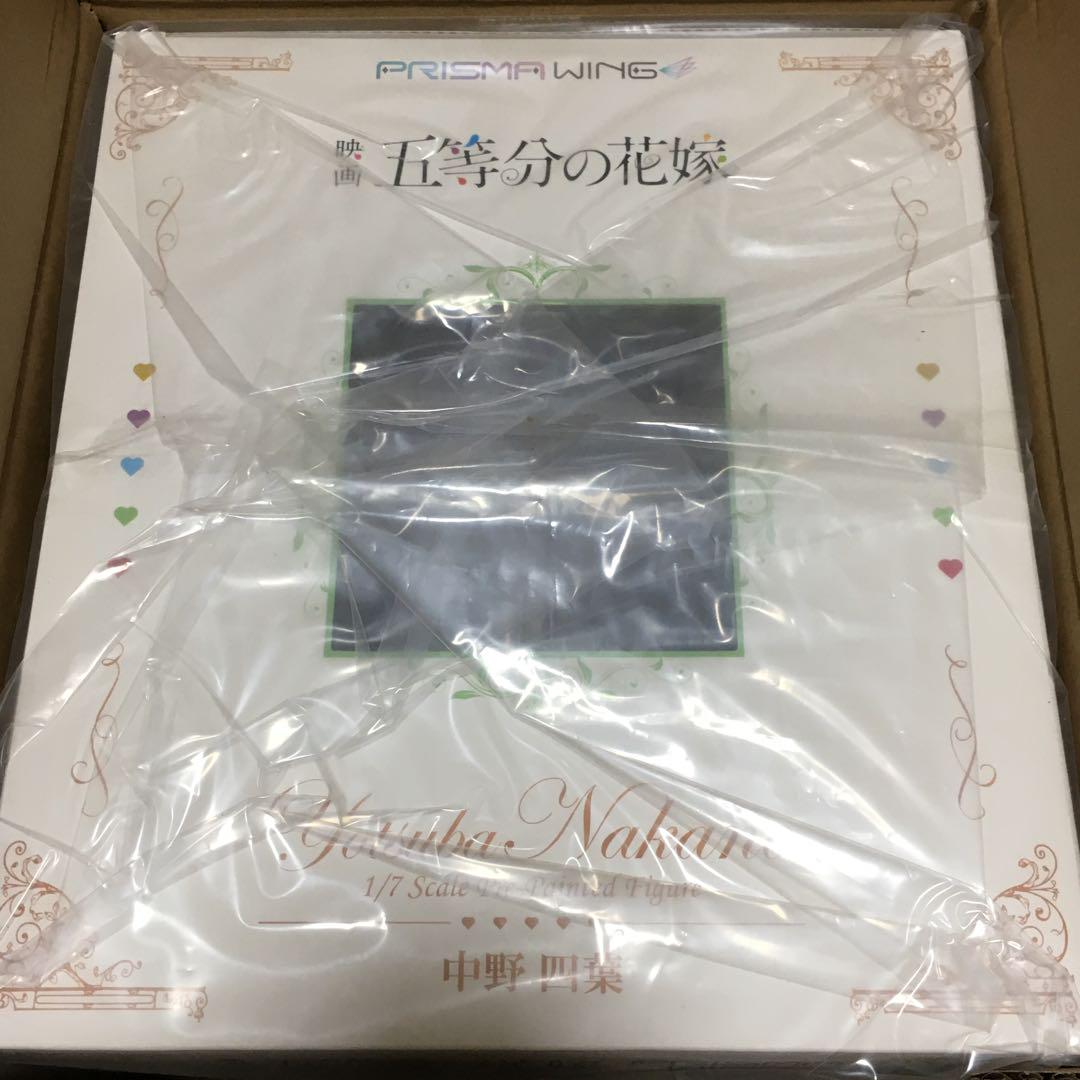 PRISMA WING
映画 五等分の花嫁
Yotsuba Nakano
1/7 Scale Pre-Painted Figure
中野 四葉